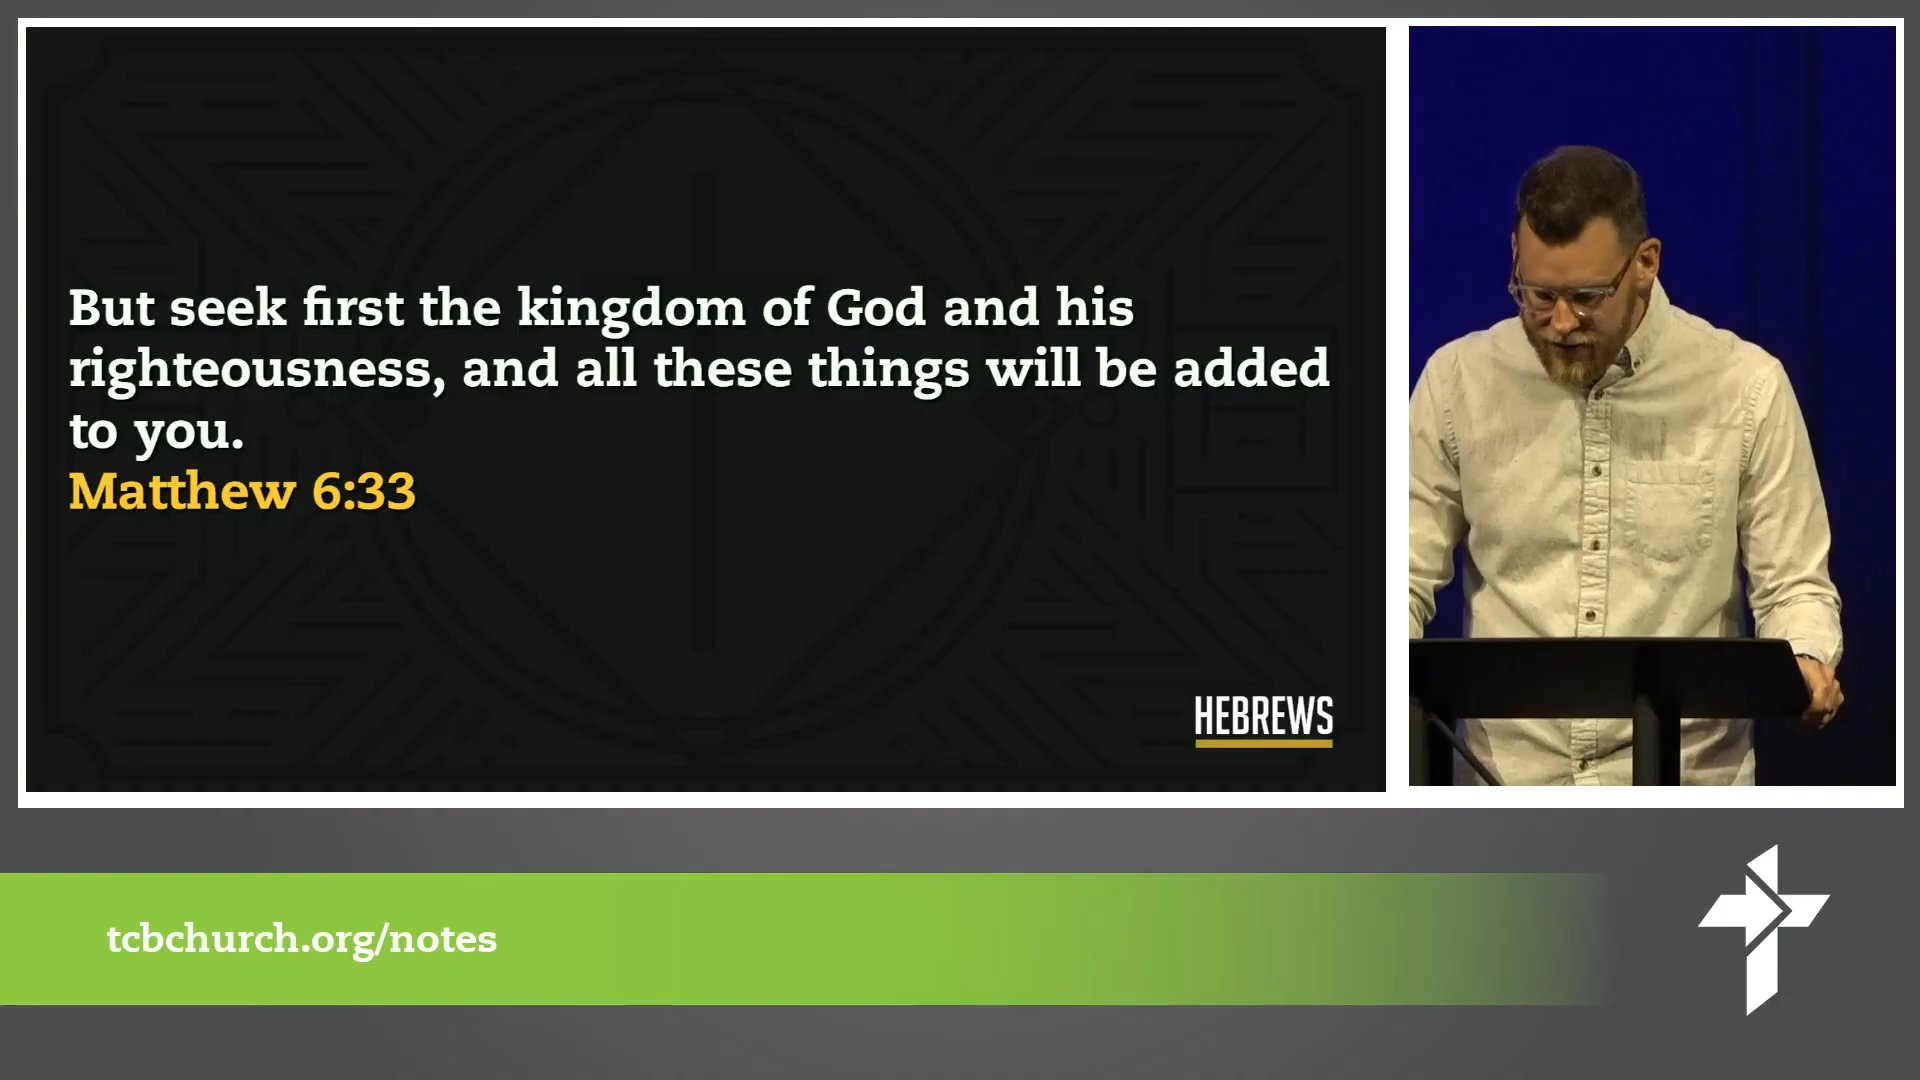 But seek first the kingdom of God and his
righteousness, and all these things will be added
to you.
Matthew 6:33
HEBREWS
tcbchurch.org/notes